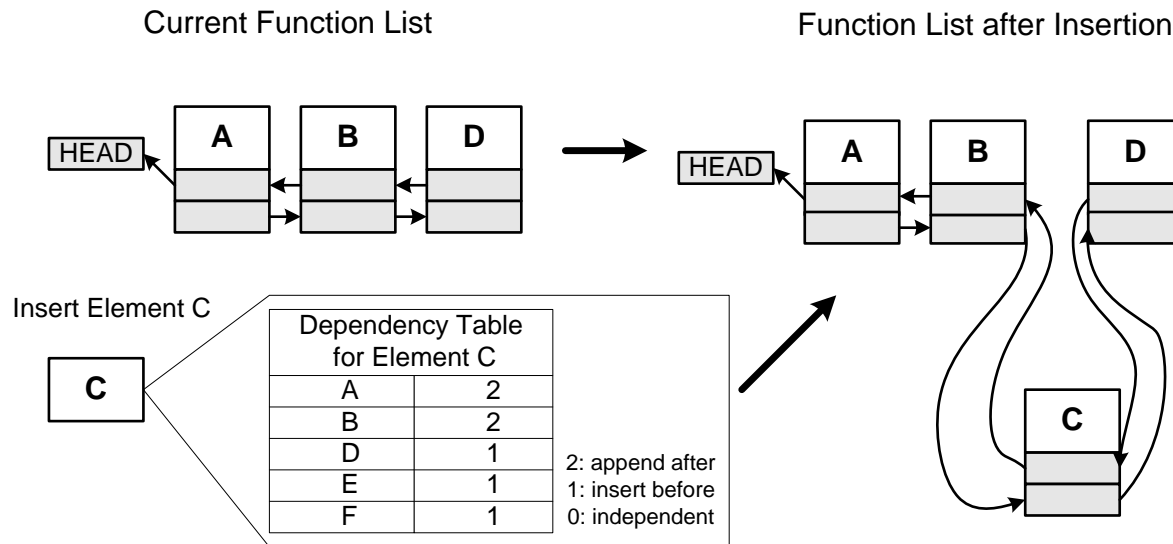 Current Function List
Function List after Insertion
HEAD
A
B
D
HEAD
A
B
D
Insert Element C
C
Dependency Table
for Element C
A 2
B 2
D 1
E 1
F 1
2: append after
1: insert before
0: independent
C